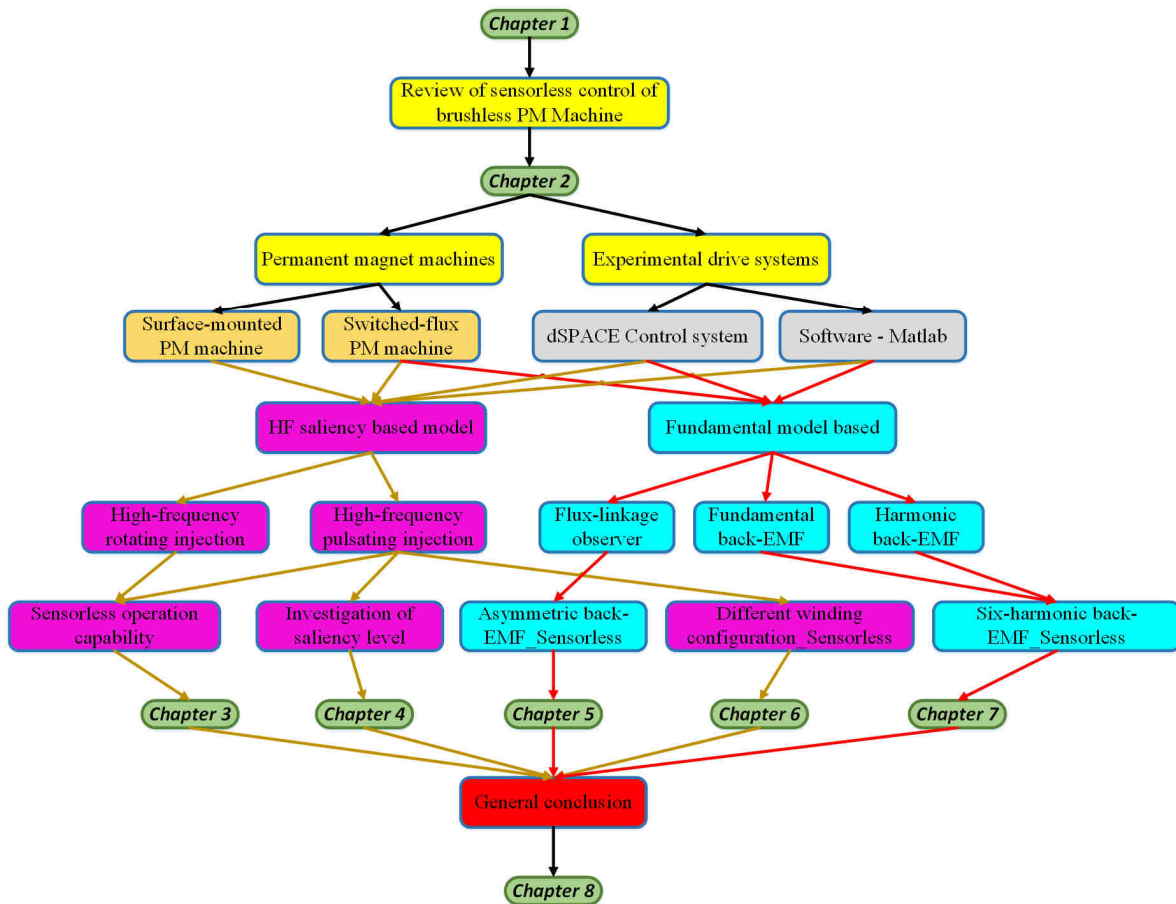 Chapter 1
Review of sensorless control of
brushless PM Machine
Chapter 2
Permanent magnet machines
Experimental drive systems
Surface-mounted
PM machine
Switched-flux
PM machine
dSPACE Control system
Software - Matlab
HF saliency based model
Fundamental model based
High-frequency
rotating injection
High-frequency
pulsating injection
Flux-linkage
observer
Fundamental
back-EMF
Harmonic
back-EMF
Sensorless operation
capability
Investigation of
saliency level
Asymmetric back-
EMF_Sensorless
Different winding
configuration_Sensorless
Six-harmonic back-
EMF_Sensorless
Chapter 3
Chapter 4
Chapter 5
Chapter 6
Chapter 7
General conclusion
Chapter 8